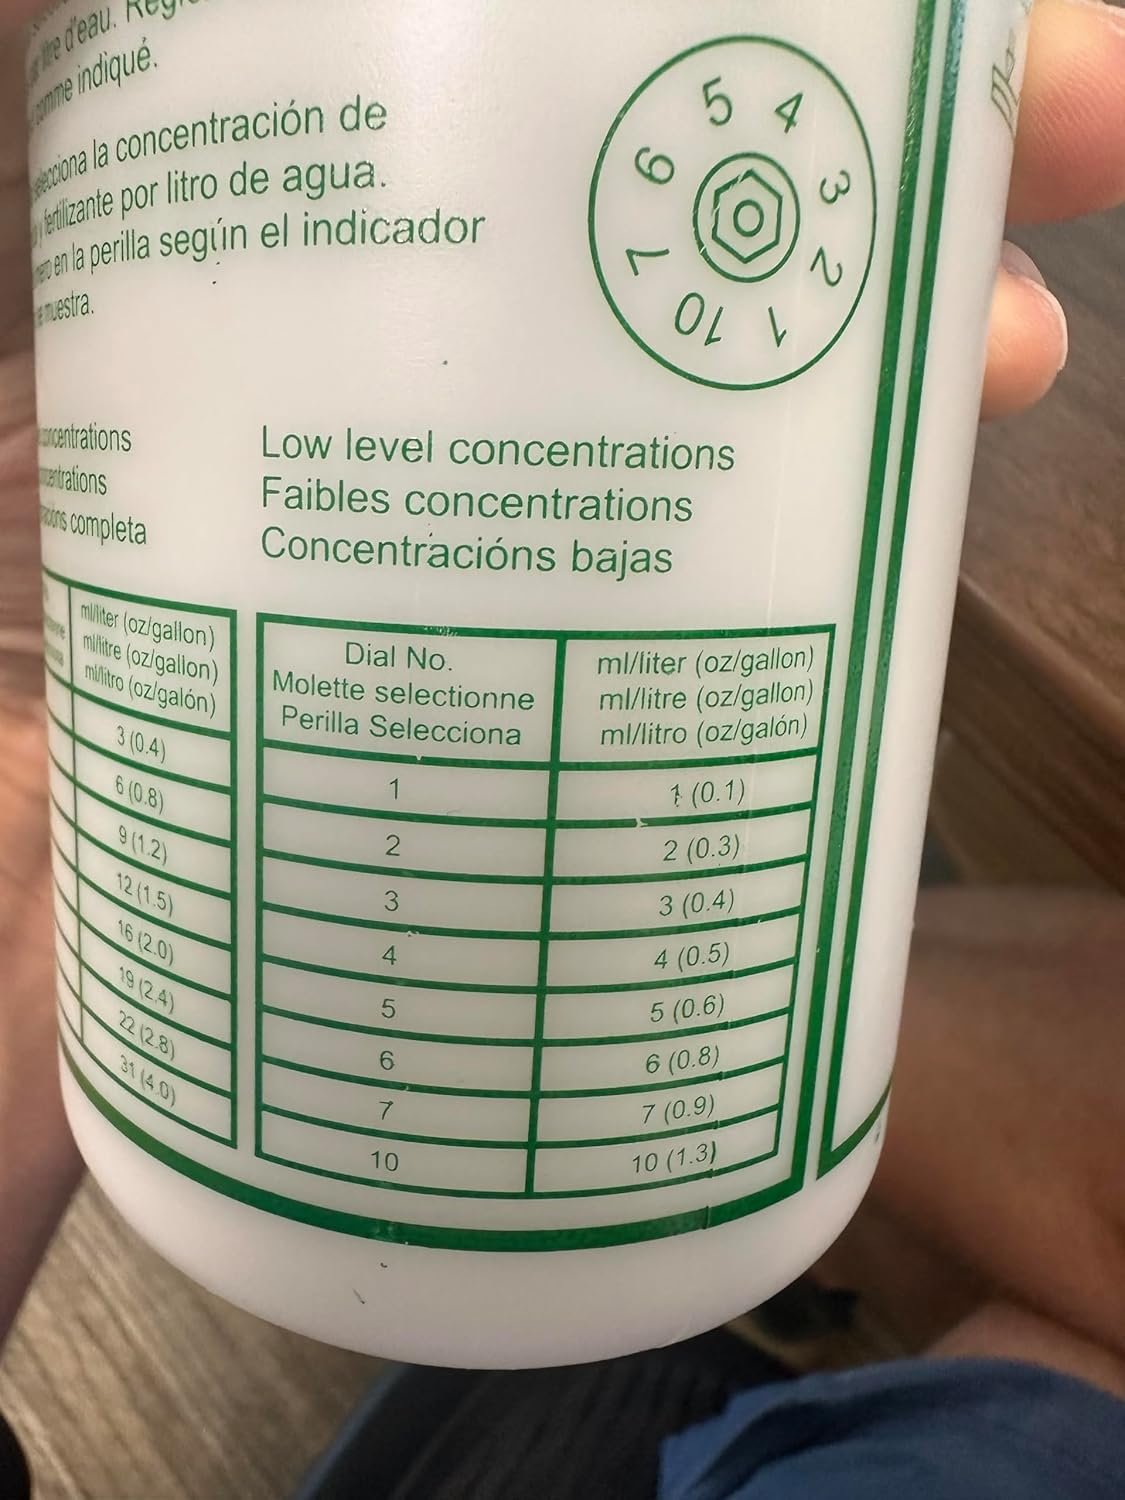 litre d'eau.
comme indiqué.
la concentración de
fertilizante por litro de agua.
en la perilla según el indicador
muestra.
5 4 3 2 1 10 7 6
concentrations
completa
Low level concentrations
Faibles concentrations
Concentracións bajas
ml/liter (oz/gallon)
ml/litre (oz/gallon)
ml/litro (oz/galón)
3 (0.4)
6 (0.8)
9 (1.2)
12 (1.5)
16 (2.0)
19 (2.4)
22 (2.8)
31 (4.0)
Dial No.
Molette selectionne
Perilla Selecciona
ml/liter (oz/gallon)
ml/litre (oz/gallon)
ml/litro (oz/galón)
1 1 (0.1)
2 2 (0.3)
3 3 (0.4)
4 4 (0.5)
5 5 (0.6)
6 6 (0.8)
7 7 (0.9)
10 10 (1.3)